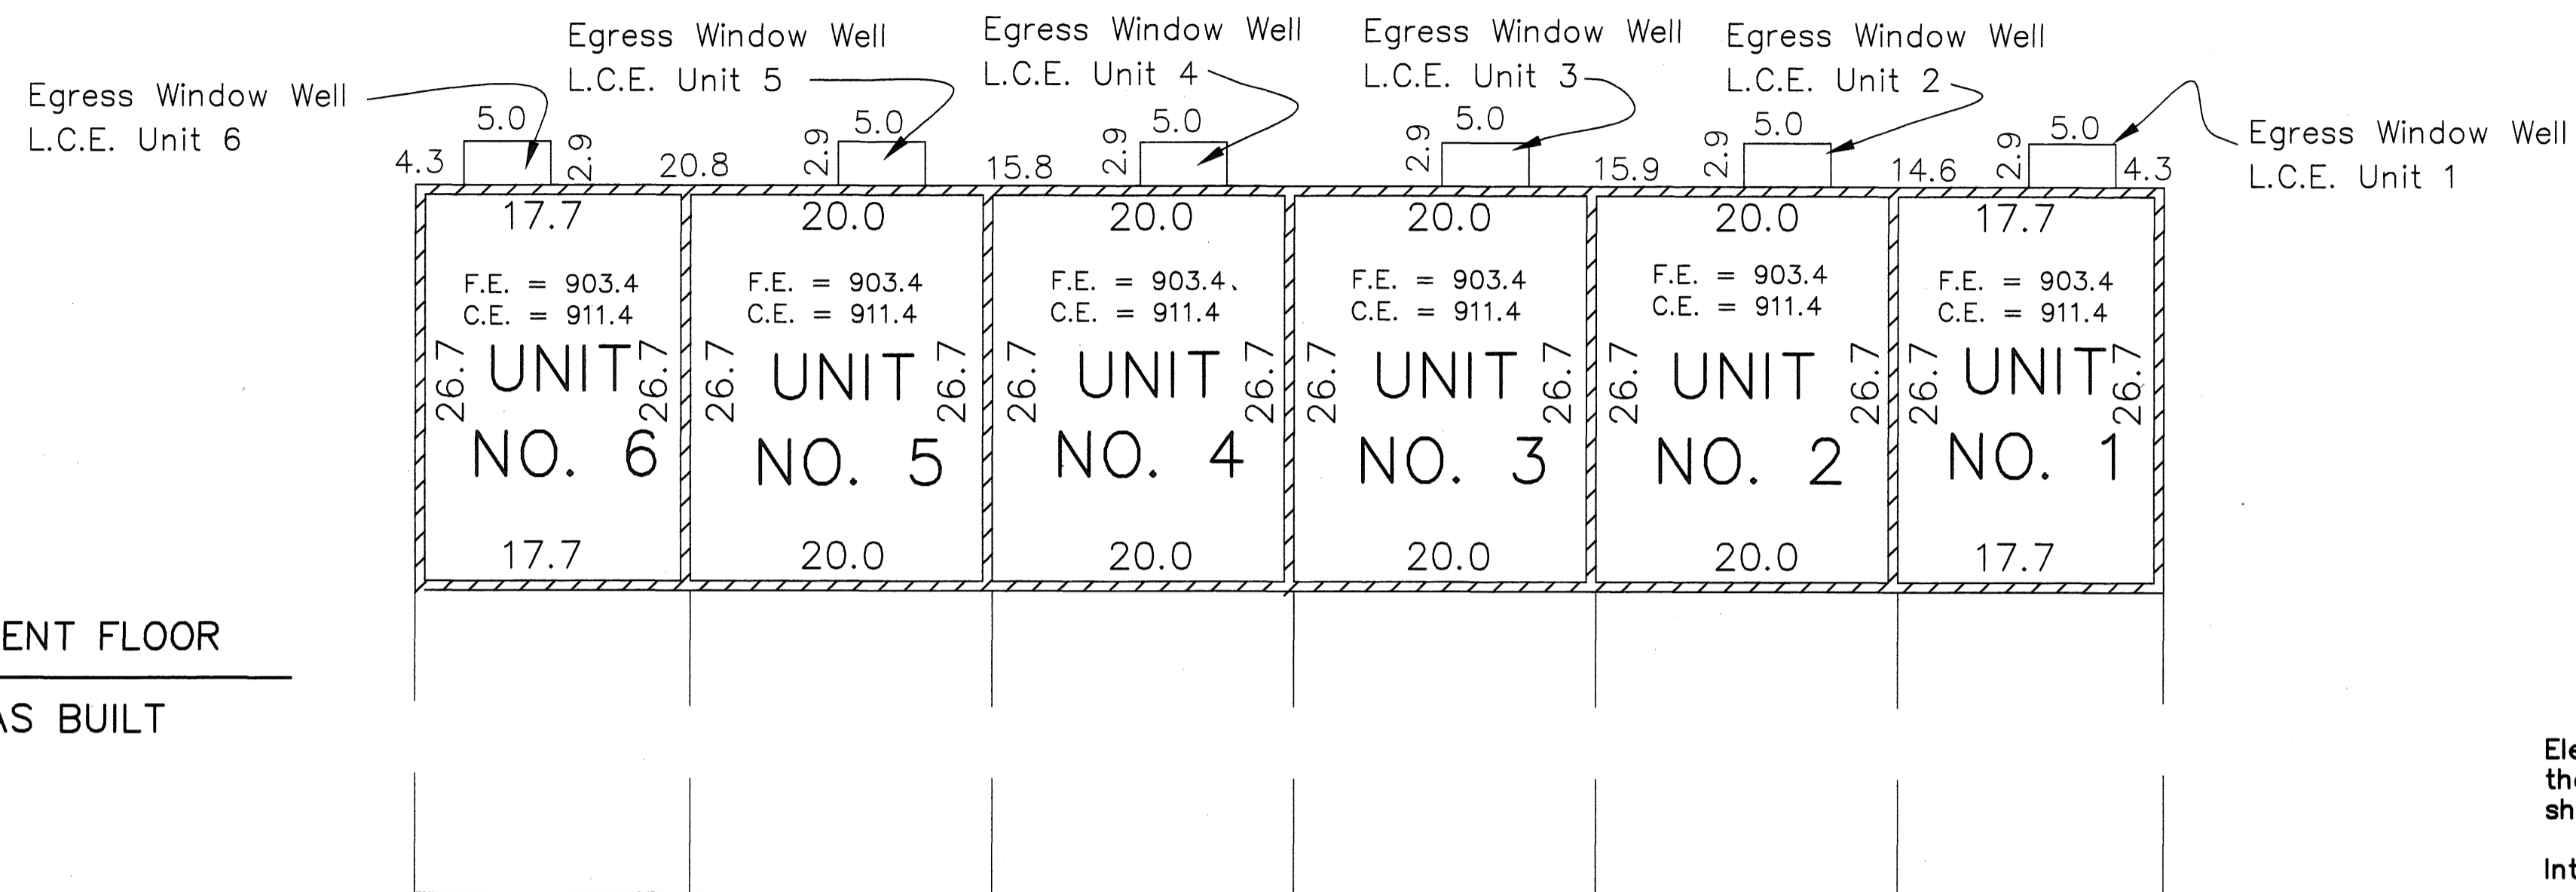 Egress Window Well
L.C.E. Unit 6
Egress Window Well
L.C.E. Unit 5
Egress Window Well
L.C.E. Unit 4
Egress Window Well
L.C.E. Unit 3
Egress Window Well
L.C.E. Unit 2
Egress Window Well
L.C.E. Unit 1
4.3
5.0
2.9
20.8
2.9
5.0
15.8
2.9
5.0
2.9
5.0
15.9
2.9
5.0
14.6
2.9
5.0
4.3
17.7
F.E. = 903.4
C.E. = 911.4
26.7
UNIT
26.7
NO. 6
17.7
20.0
F.E. = 903.4
C.E. = 911.4
26.7
UNIT
26.7
NO. 5
20.0
20.0
F.E. = 903.4
C.E. = 911.4
26.7
UNIT
26.7
NO. 4
20.0
20.0
F.E. = 903.4
C.E. = 911.4
26.7
UNIT
26.7
NO. 3
20.0
20.0
F.E. = 903.4
C.E. = 911.4
26.7
UNIT
26.7
NO. 2
20.0
17.7
F.E. = 903.4
C.E. = 911.4
26.7
UNIT
26.7
NO. 1
17.7
ENT FLOOR
AS BUILT
Ele
the
sh
Int